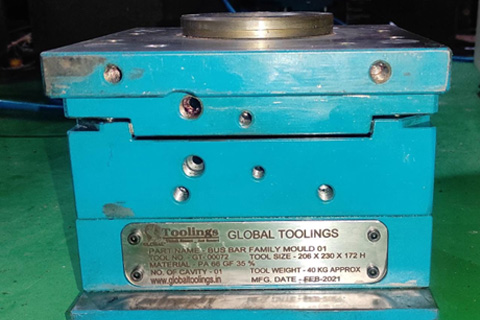 Toolings GLOBAL TOOLINGS
PART NAME - BUS BAR FAMILY MOULD 01
TOOL NO. - GT- 00072 TOOL SIZE - 206 X 230 X 172 H
MATERIAL - PA 66 GF 35 %
NO. OF CAVITY - 01 TOOL WEIGHT - 40 KG APPROX
www.globaltoolings.in MFG. DATE - FEB-2021